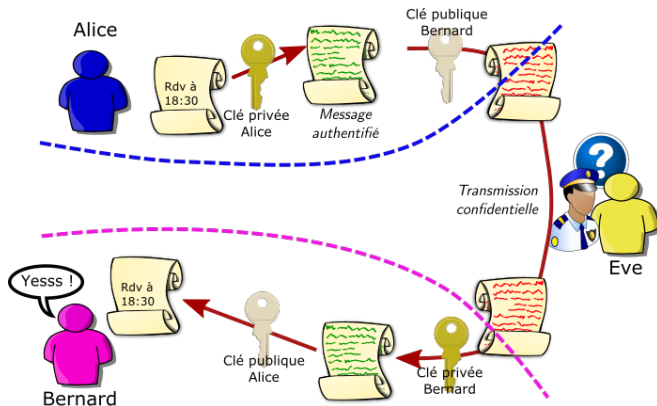 Alice
Rdv à
18:30
Clé privée
Alice
Message
authentifié
Clé publique
Bernard
Transmission
confidentielle
?
Eve
Yesss !
Bernard
Rdv à
18:30
Clé publique
Alice
Clé privée
Bernard